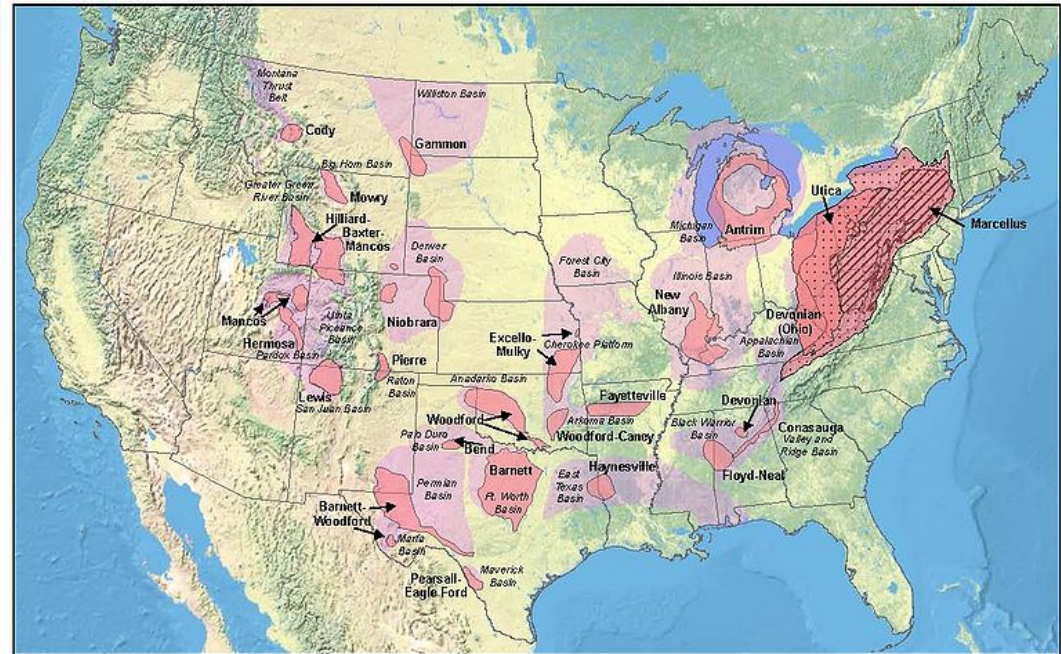 Montana
Thrust
Belt
Cody
Williston Basin
Gammon
Big Horn Basin
Greater Green
River Basin
Mowry
Hilliard-
Baxter-
Mancos
Denver
Basin
Mancos
Hermosa
Paradox Basin
Uinta
Piceance
Basin
Niobrara
Pierre
Raton
Basin
Lewis
San Juan Basin
Forest City
Basin
Excello-
Mulky
Cherokee Platform
Anadarko Basin
Woodford
Palo Duro
Basin
Bend
Fayetteville
Arkoma Basin
Woodford-Caney
Permian
Basin
Barnett
Ft. Worth
Basin
East
Texas
Basin
Haynesville
Barnett-
Woodford
Marfa
Basin
Pearsall-
Eagle Ford
Maverick
Basin
Michigan
Basin
Antrim
Illinois Basin
New
Albany
Utica
Marcellus
Devonian
(Ohio)
Appalachian
Basin
Devonian
Black Warrior
Basin
Conasauga
Valley and
Ridge Basin
Floyd-Neal